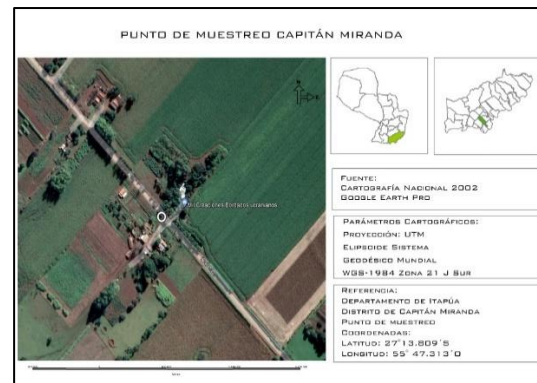 PUNTO DE MUESTREO CAPITÁN MIRANDA
FUENTE:
CARTOGRAFÍA NACIONAL 2002
GOOGLE EARTH PRO
PARÁMETROS CARTOGRÁFICOS:
PROYECCIÓN: UTM
ELIPSOIDE SISTEMA
GEODÉSICO MUNDIAL
WGS-1984 ZONA 21 J SUR
REFERENCIA:
DEPARTAMENTO DE ITAPÚA
DISTRITO DE CAPITÁN MIRANDA
PUNTO DE MUESTREO
COORDENADAS:
LATITUD: 27°13.809´S
LONGITUD: 55° 47.313´O